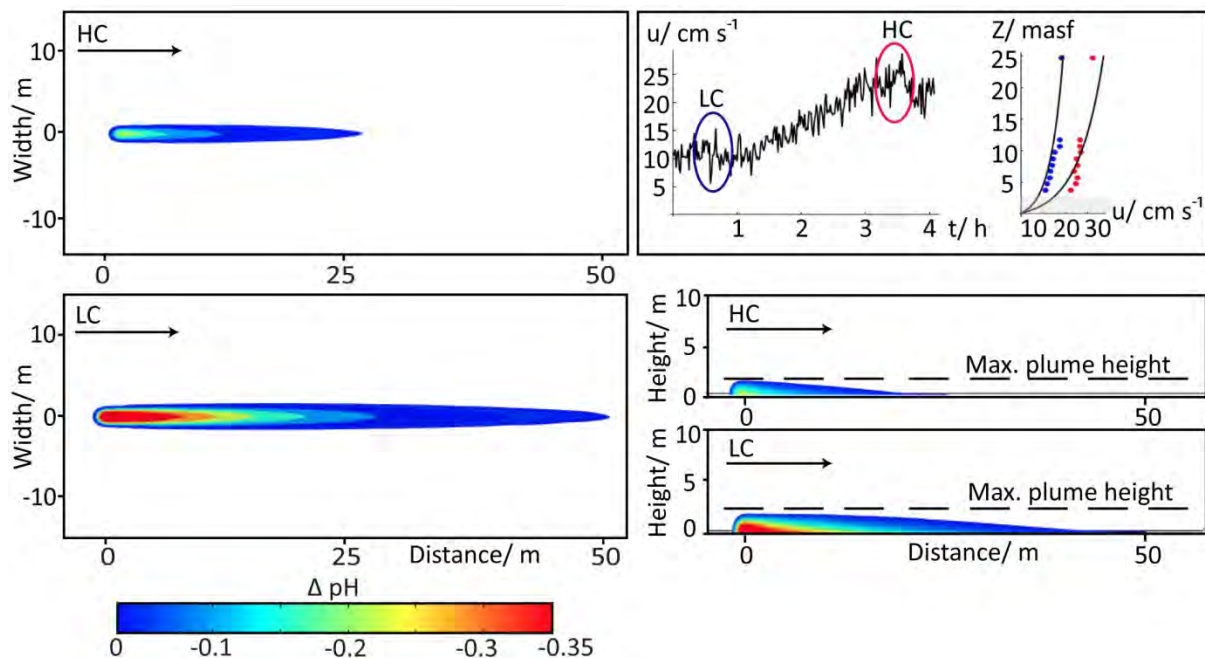 HC
10
0
-10
Width/ m
0
25
50
u/ cm s⁻¹
HC
LC
25
20
15
10
5
1
2
3
t/ h
4
Z/ masf
25
20
15
10
5
10
20
30
u/ cm s⁻¹
LC
10
0
-10
Width/ m
0
25
Distance/ m
50
Δ pH
0
-0.1
-0.2
-0.3
-0.35
HC
Max. plume height
10
5
0
Height/ m
0
50
LC
Max. plume height
10
5
0
Height/ m
0
Distance/ m
50